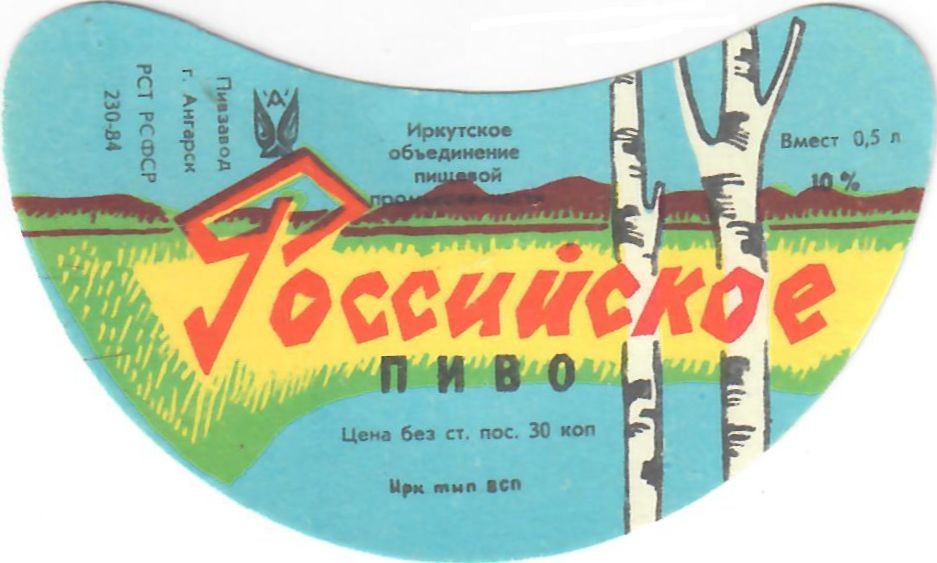 Пивзавод
г. Ангарск
РСТ РСФСР
230-84
"А"
Иркутское
объединение
пищевой
промышленности
Вмест 0,5 л
10 %
Российское
ПИВО
Цена без ст. пос. 30 коп
Ирк тип всп